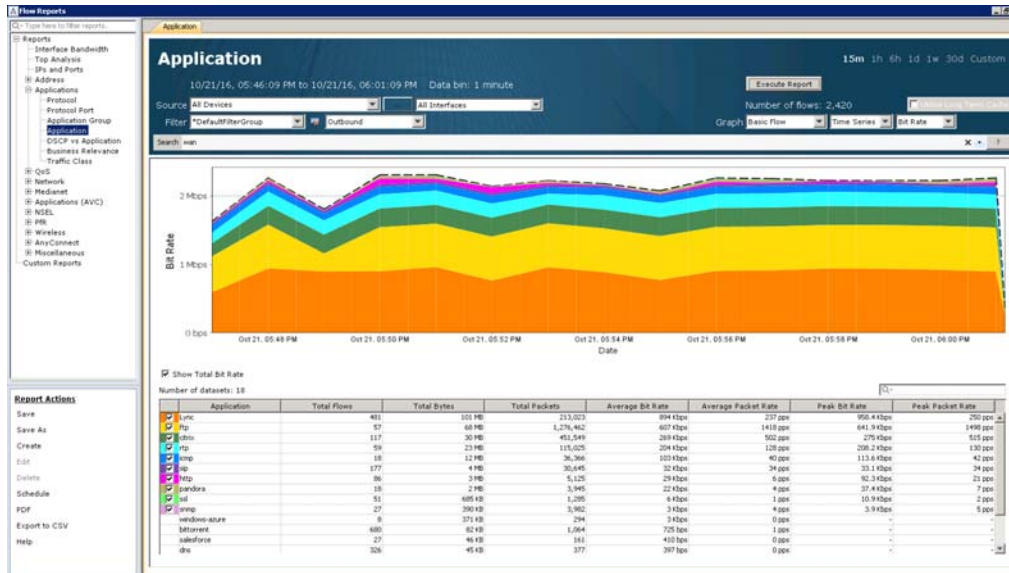 Flow Reports
Type here to filter reports..
Reports
Interface Bandwidth
Top Analysis
IPs and Ports
Address
Applications
Protocol
Protocol Port
Application Group
Application
DSCP vs Application
Business Relevance
Traffic Class
QoS
Network
Medianet
Applications (AVC)
NSEL
PfR
Wireless
AnyConnect
Miscellaneous
Custom Reports
Report Actions
Save
Save As
Create
Edit
Delete
Schedule
PDF
Export to CSV
Help
Application
Application
15m 1h 6h 1d 1w 30d Custom
10/21/16, 05:46:09 PM to 10/21/16, 06:01:09 PM Data bin: 1 minute
Execute Report
Source All Devices All Interfaces
Number of flows: 2,420
Filter *DefaultFilterGroup Outbound
Graph Basic Flow Time Series Bit Rate
Search wan
Bit Rate
2 Mbps
1 Mbps
0 bps
Oct 21, 05:48 PM Oct 21, 05:50 PM Oct 21, 05:52 PM Oct 21, 05:54 PM Oct 21, 05:56 PM Oct 21, 05:58 PM Oct 21, 06:00 PM
Date
Show Total Bit Rate
Number of datasets: 18
Application Total Flows Total Bytes Total Packets Average Bit Rate Average Packet Rate Peak Bit Rate Peak Packet Rate
Lync 481 101 MB 213,023 894 Kbps 237 pps 958.4 Kbps 250 pps
ftp 57 68 MB 1,276,462 607 Kbps 1418 pps 641.9 Kbps 1498 pps
citrix 117 30 MB 451,549 269 Kbps 502 pps 275 Kbps 515 pps
rtp 59 23 MB 115,025 204 Kbps 128 pps 208.2 Kbps 130 pps
icmp 18 12 MB 36,366 103 Kbps 40 pps 113.6 Kbps 42 pps
sip 177 4 MB 30,645 32 Kbps 34 pps 33.1 Kbps 34 pps
http 86 3 MB 5,125 29 Kbps 6 pps 92.3 Kbps 21 pps
pandora 18 2 MB 3,945 22 Kbps 4 pps 37.4 Kbps 7 pps
ssl 51 685 KB 1,285 6 Kbps 1 pps 10.9 Kbps 2 pps
snmp 27 390 KB 3,982 3 Kbps 4 pps 3.9 Kbps 5 pps
windows-azure 8 371 KB 294 3 Kbps 0 pps - -
bittorrent 680 82 KB 1,064 725 bps 1 pps - -
salesforce 27 46 KB 161 410 bps 0 pps - -
dns 326 45 KB 377 397 bps 0 pps - -